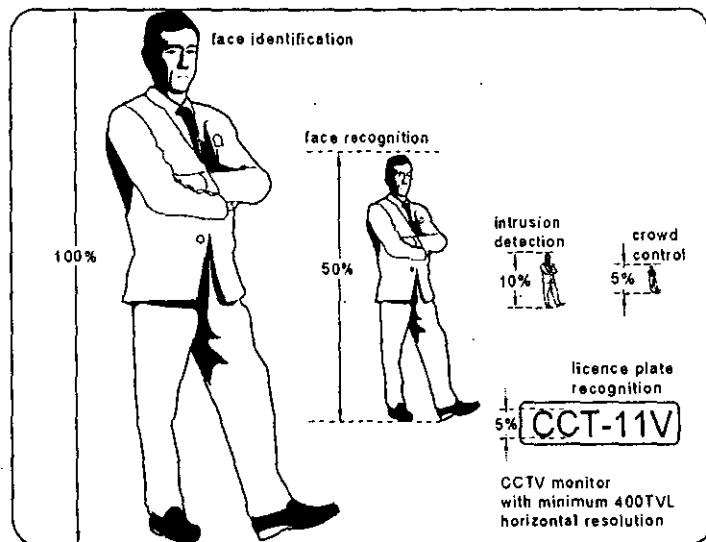 face identification
face recognition
intrusion
detection
crowd
control
100%
50%
10%
5%
licence plate
recognition
5%
CCT-11V
CCTV monitor
with minimum 400TVL
horizontal resolution